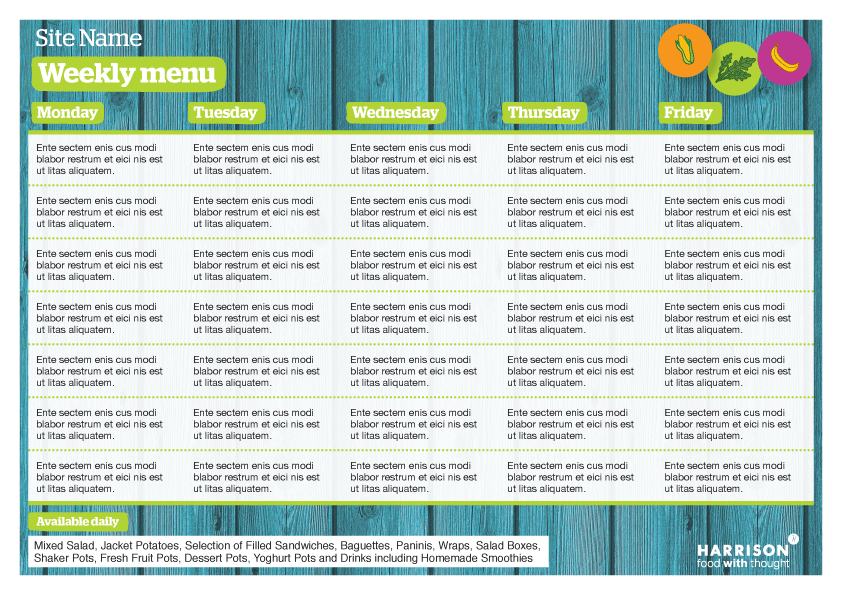 Site Name
Weekly menu
Monday Tuesday Wednesday Thursday Friday
Ente sectem enis cus modi Ente sectem enis cus modi Ente sectem enis cus modi Ente sectem enis cus modi Ente sectem enis cus modi
blabor restrum et eici nis est blabor restrum et eici nis est blabor restrum et eici nis est blabor restrum et eici nis est blabor restrum et eici nis est
ut litas aliquatem. ut litas aliquatem. ut litas aliquatem. ut litas aliquatem. ut litas aliquatem.
Ente sectem enis cus modi Ente sectem enis cus modi Ente sectem enis cus modi Ente sectem enis cus modi Ente sectem enis cus modi
blabor restrum et eici nis est blabor restrum et eici nis est blabor restrum et eici nis est blabor restrum et eici nis est blabor restrum et eici nis est
ut litas aliquatem. ut litas aliquatem. ut litas aliquatem. ut litas aliquatem. ut litas aliquatem.
Ente sectem enis cus modi Ente sectem enis cus modi Ente sectem enis cus modi Ente sectem enis cus modi Ente sectem enis cus modi
blabor restrum et eici nis est blabor restrum et eici nis est blabor restrum et eici nis est blabor restrum et eici nis est blabor restrum et eici nis est
ut litas aliquatem. ut litas aliquatem. ut litas aliquatem. ut litas aliquatem. ut litas aliquatem.
Ente sectem enis cus modi Ente sectem enis cus modi Ente sectem enis cus modi Ente sectem enis cus modi Ente sectem enis cus modi
blabor restrum et eici nis est blabor restrum et eici nis est blabor restrum et eici nis est blabor restrum et eici nis est blabor restrum et eici nis est
ut litas aliquatem. ut litas aliquatem. ut litas aliquatem. ut litas aliquatem. ut litas aliquatem.
Ente sectem enis cus modi Ente sectem enis cus modi Ente sectem enis cus modi Ente sectem enis cus modi Ente sectem enis cus modi
blabor restrum et eici nis est blabor restrum et eici nis est blabor restrum et eici nis est blabor restrum et eici nis est blabor restrum et eici nis est
ut litas aliquatem. ut litas aliquatem. ut litas aliquatem. ut litas aliquatem. ut litas aliquatem.
Ente sectem enis cus modi Ente sectem enis cus modi Ente sectem enis cus modi Ente sectem enis cus modi Ente sectem enis cus modi
blabor restrum et eici nis est blabor restrum et eici nis est blabor restrum et eici nis est blabor restrum et eici nis est blabor restrum et eici nis est
ut litas aliquatem. ut litas aliquatem. ut litas aliquatem. ut litas aliquatem. ut litas aliquatem.
Ente sectem enis cus modi Ente sectem enis cus modi Ente sectem enis cus modi Ente sectem enis cus modi Ente sectem enis cus modi
blabor restrum et eici nis est blabor restrum et eici nis est blabor restrum et eici nis est blabor restrum et eici nis est blabor restrum et eici nis est
ut litas aliquatem. ut litas aliquatem. ut litas aliquatem. ut litas aliquatem. ut litas aliquatem.
Available daily
Mixed Salad, Jacket Potatoes, Selection of Filled Sandwiches, Baguettes, Paninis, Wraps, Salad Boxes,
Shaker Pots, Fresh Fruit Pots, Dessert Pots, Yoghurt Pots and Drinks including Homemade Smoothies
HARRISON
food with thought